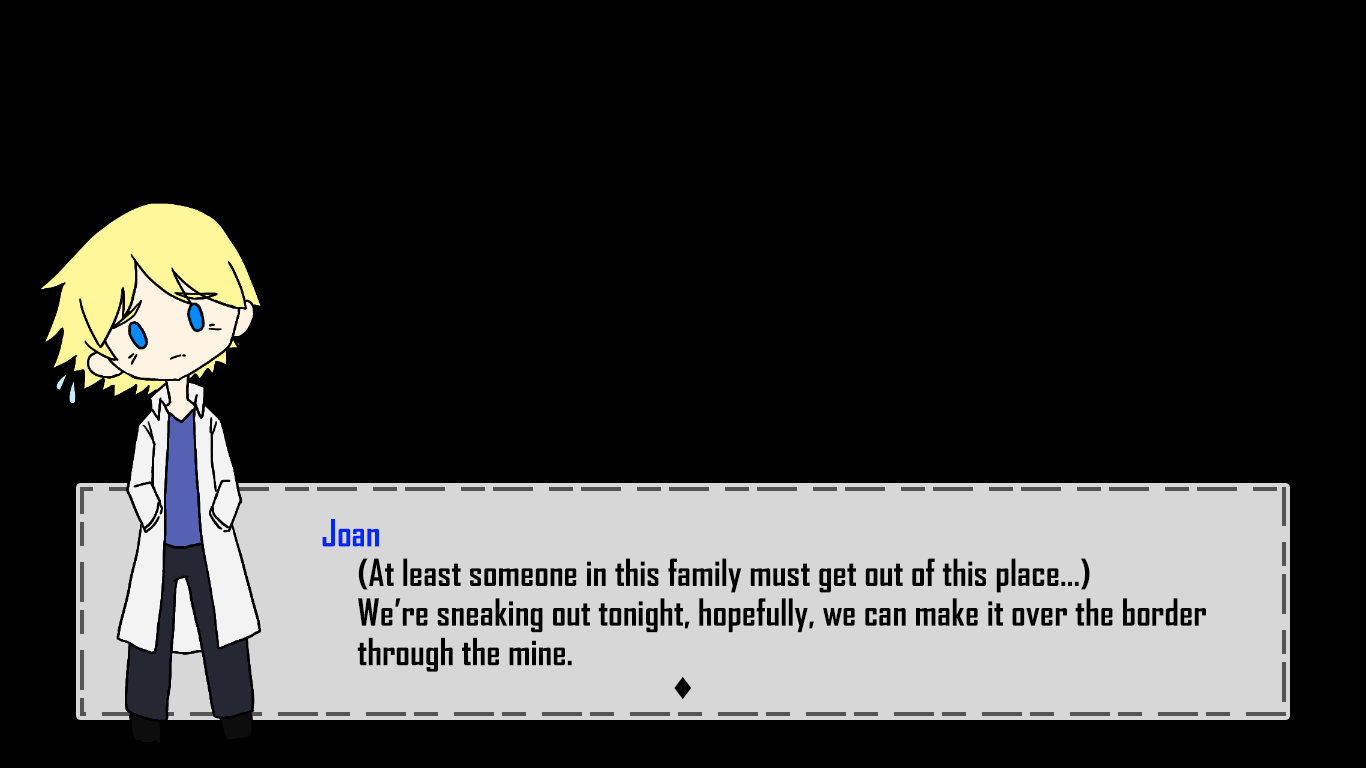 Joan
(At least someone in this family must get out of this place...)
We're sneaking out tonight, hopefully, we can make it over the border
through the mine.